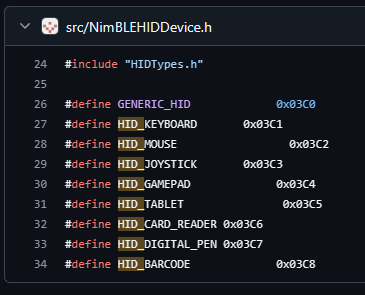 src/NimBLEHIDDevice.h
24 #include "HIDTypes.h"
25
26 #define GENERIC_HID 0x03C0
27 #define HID_KEYBOARD 0x03C1
28 #define HID_MOUSE 0x03C2
29 #define HID_JOYSTICK 0x03C3
30 #define HID_GAMEPAD 0x03C4
31 #define HID_TABLET 0x03C5
32 #define HID_CARD_READER 0x03C6
33 #define HID_DIGITAL_PEN 0x03C7
34 #define HID_BARCODE 0x03C8